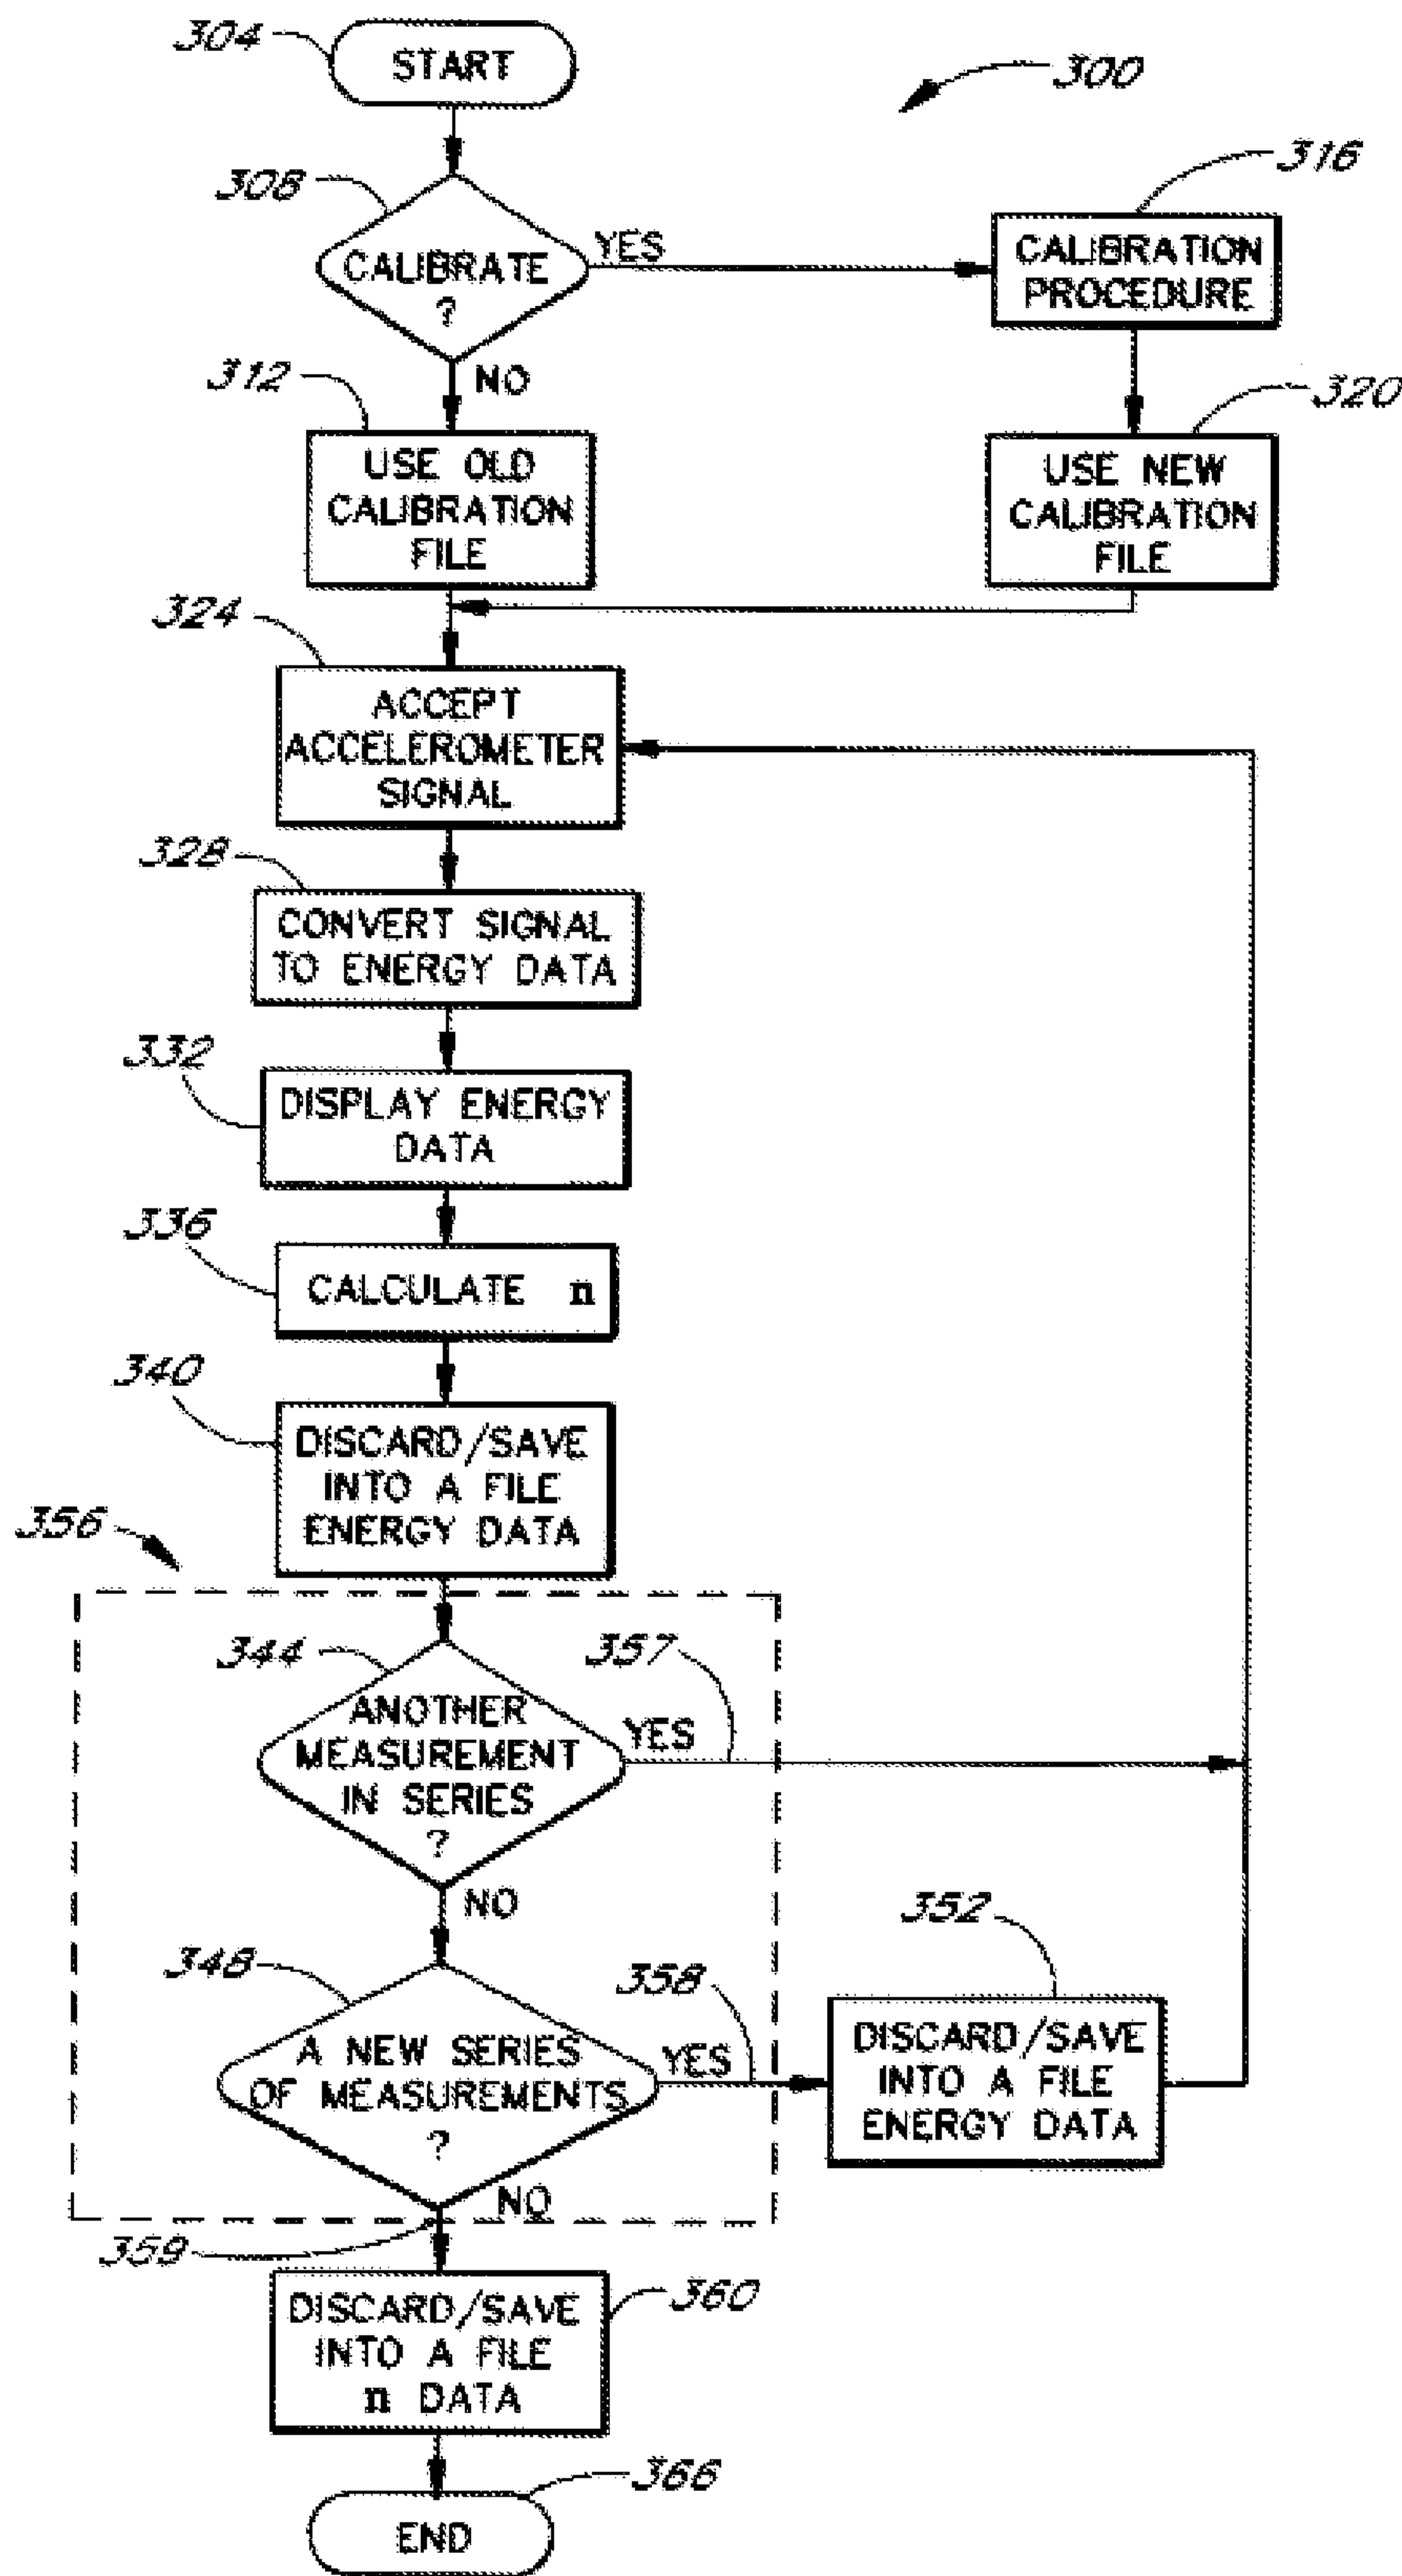 304
START
300
308
CALIBRATE
?
YES
NO
316
CALIBRATION
PROCEDURE
312
USE OLD
CALIBRATION
FILE
320
USE NEW
CALIBRATION
FILE
324
ACCEPT
ACCELEROMETER
SIGNAL
328
CONVERT SIGNAL
TO ENERGY DATA
332
DISPLAY ENERGY
DATA
336
CALCULATE n
340
DISCARD/SAVE
INTO A FILE
ENERGY DATA
356
344
ANOTHER
MEASUREMENT
IN SERIES
?
YES
357
NO
348
A NEW SERIES
OF MEASUREMENTS
?
YES
358
352
DISCARD/SAVE
INTO A FILE
ENERGY DATA
NO
359
360
DISCARD/SAVE
INTO A FILE
n DATA
366
END